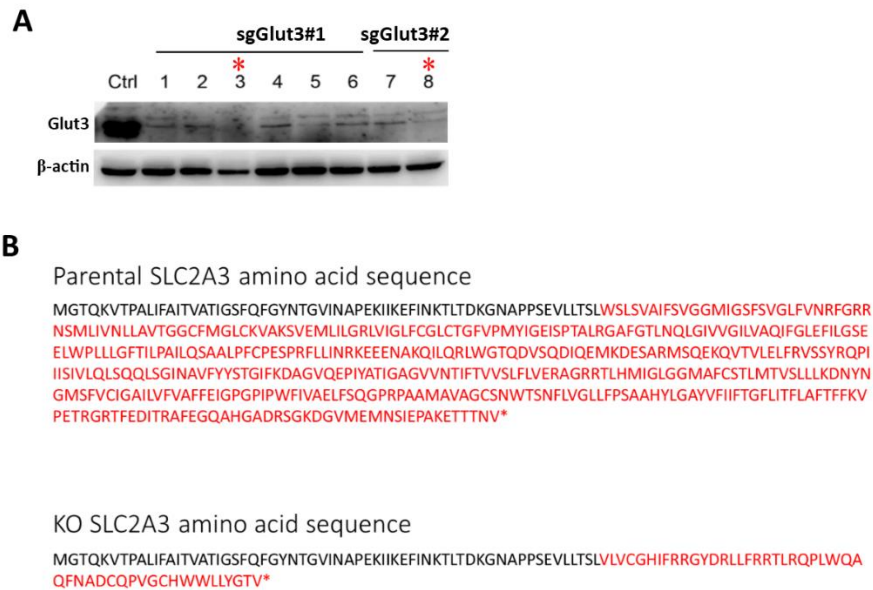 A
sgGlut3#1 sgGlut3#2
* *
Ctrl 1 2 3 4 5 6 7 8
Glut3
β-actin
B
Parental SLC2A3 amino acid sequence
MGTQKVTPALIFAITVATIGSFQFGYNTGVINAPEKIIKEFINKTLTDKGNAPPSEVLLTSLWSLSVAIFSVGGMIGSFSVGLFVNRFGRR
NSMLIVNLLAVTGGCFMGLCKVAKSVEMLILGRLVIGLFCGLCTGFVPMYIGEISPTALRGAFGTLNQLGIVVGILVAQIFGLEFILGSE
ELWPLLLGFTILPAILQSAALPFCPESPRFLLINRKEEENAKQILQRLWGTQDVSQDIQEMKDESARMSQEKQVTVLELFRVSSYRQPI
IISIVLQLSQQLSGINAVFYYSTGIFKDAGVQEPIYATIGAGVVNTIFTVVSLFLVERAGRRTLHMIGLGGMAFCSTLMTVSLLLKDNYN
GMSFVCIGAILVFVAFFEIGPGPIPWFIVAELFSQGPRPAAMAVAGCSNWTSNFLVGLLFPSAAHYLGAYVFIIFTGFLITFLAFTFFKV
PETRGRTFEDITRAFEGQAHGADRSGKDGVMEMNSIEPAKETTTNV*
KO SLC2A3 amino acid sequence
MGTQKVTPALIFAITVATIGSFQFGYNTGVINAPEKIIKEFINKTLTDKGNAPPSEVLLTSLVLVCGHIFRRGYDRLLFRRTLRQPLWQA
QFNADCQPVGCHWWLLYGTV*